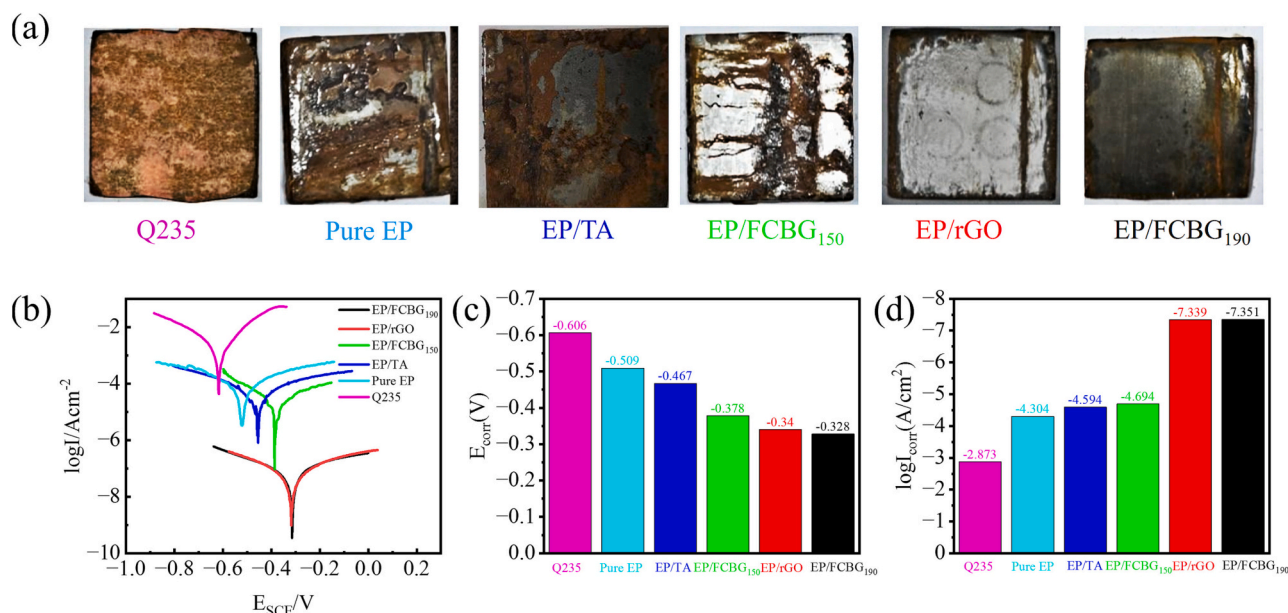 (a)
Q235
Pure EP
EP/TA
EP/FCBG₁₅₀
EP/rGO
EP/FCBG₁₉₀
(b)
logI/Acm⁻²
−2
−4
−6
−8
−10
−1.0
−0.8
−0.6
−0.4
−0.2
0.0
0.2
E_SCE/V
EP/FCBG₁₉₀
EP/rGO
EP/FCBG₁₅₀
EP/TA
Pure EP
Q235
(c)
E_corr(V)
−0.7
−0.6
−0.5
−0.4
−0.3
−0.2
−0.1
0.0
-0.606
-0.509
-0.467
-0.378
-0.34
-0.328
Q235
Pure EP
EP/TA
EP/FCBG₁₅₀
EP/rGO
EP/FCBG₁₉₀
(d)
logI_corr(A/cm²)
−8
−7
−6
−5
−4
−3
−2
−1
0
-2.873
-4.304
-4.594
-4.694
-7.339
-7.351
Q235
Pure EP
EP/TA
EP/FCBG₁₅₀
EP/rGO
EP/FCBG₁₉₀